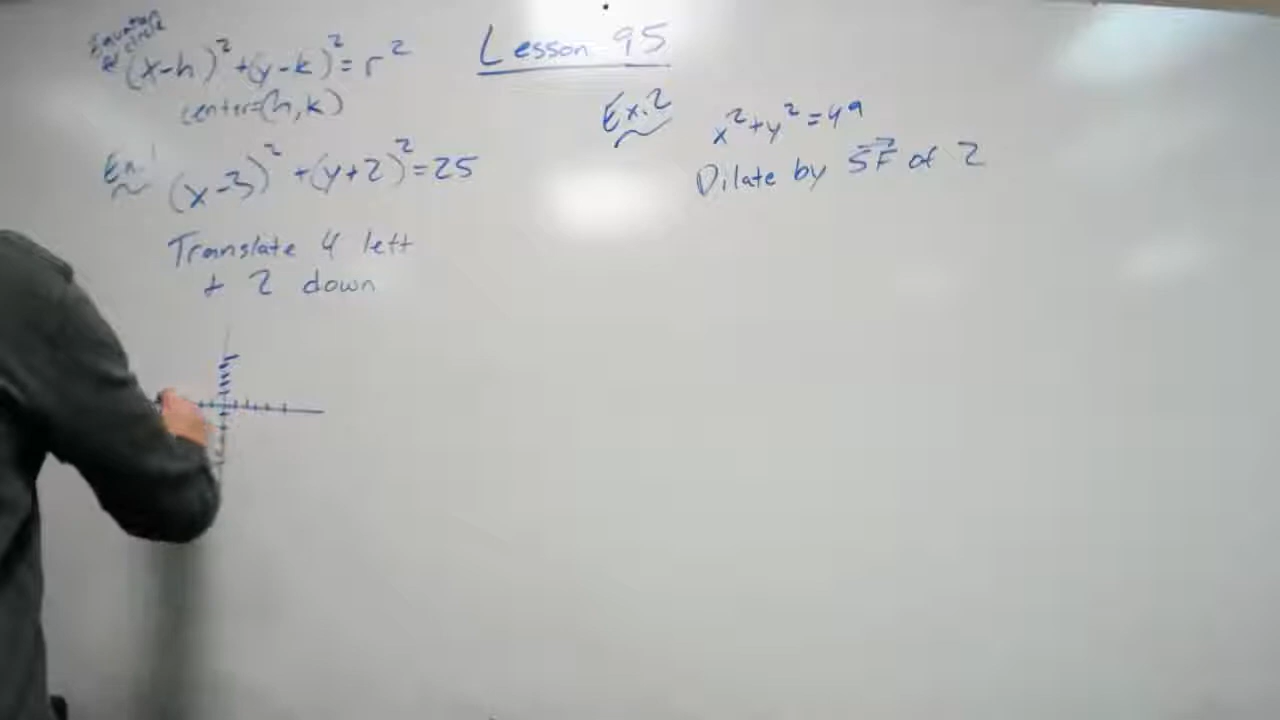 Equation of circle
(x-h)² + (y-k)² = r²
center=(h,k)
Ex. 1
(x-3)² + (y+2)² = 25
Translate 4 left
+ 2 down
Lesson 95
Ex. 2
x² + y² = 49
Dilate by SF of 2